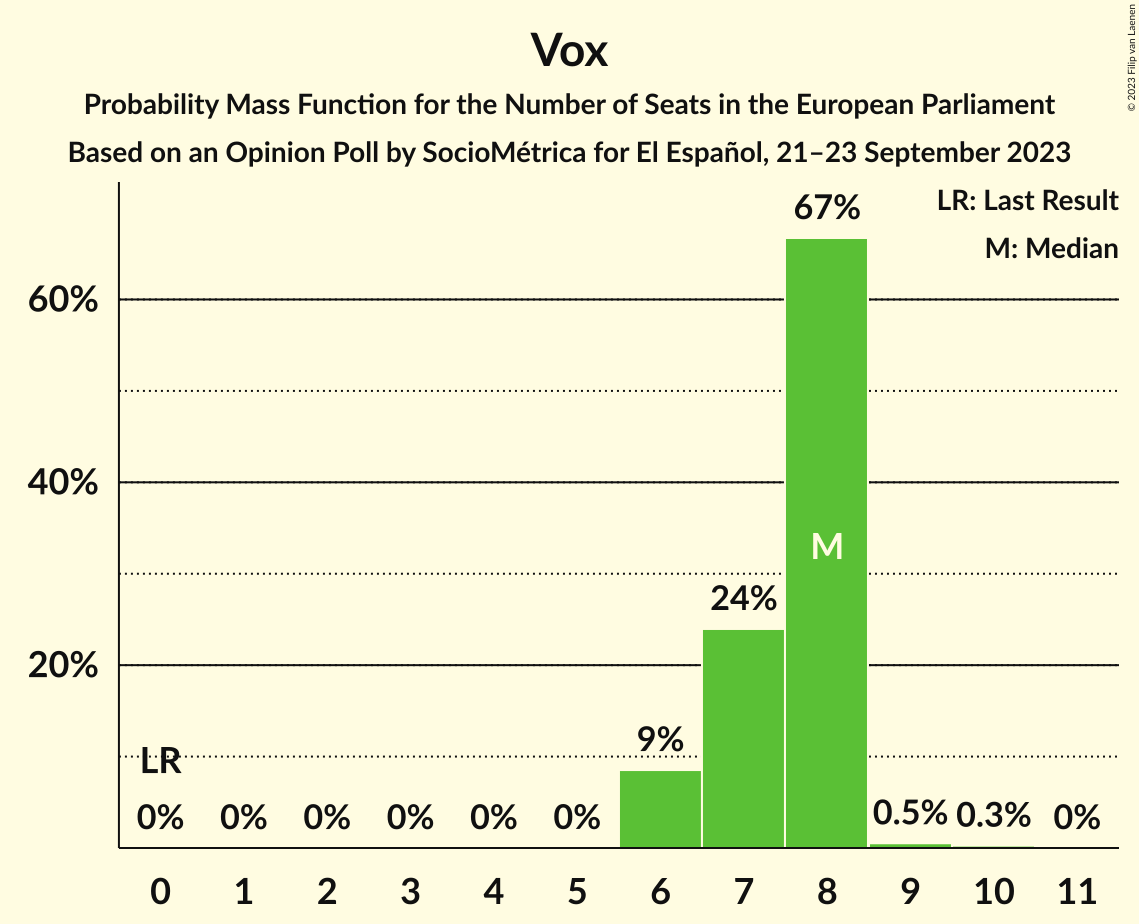 Vox
Probability Mass Function for the Number of Seats in the European Parliament
Based on an Opinion Poll by SocioMétrica for El Español, 21–23 September 2023
© 2023 Filip van Laenen
LR: Last Result
M: Median
67%
60%
40%
M
24%
20%
9%
LR
0% 0% 0% 0% 0% 0% 0.5% 0.3% 0%
0 1 2 3 4 5 6 7 8 9 10 11